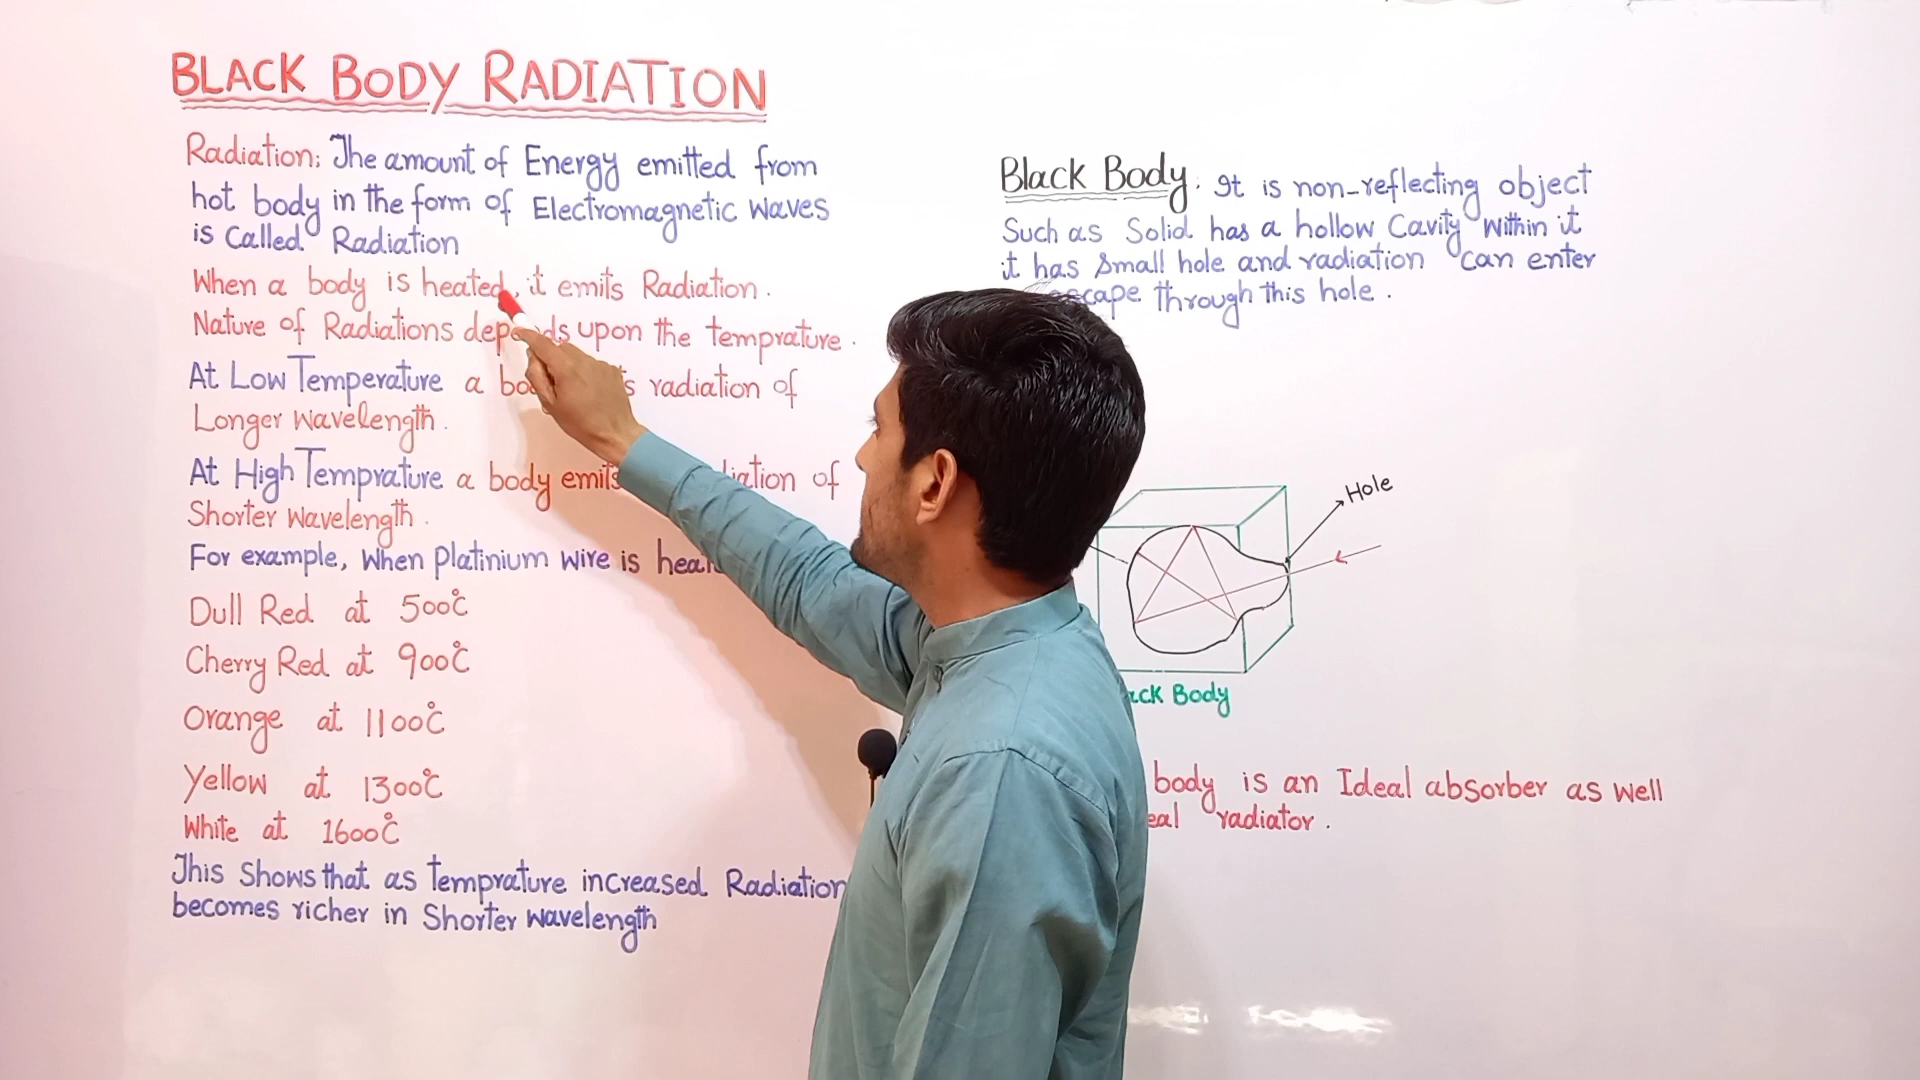 BLACK BODY RADIATION
Radiation: The amount of Energy emitted from
hot body in the form of Electromagnetic waves
is called Radiation
When a body is heated, it emits Radiation.
Nature of Radiations depends upon the temprature.
At Low Temperature a body radiation of
Longer wavelength.
At High Temprature a body emits of
Shorter wavelength.
For example, when Platinium wire is
Dull Red at 500°C
Cherry Red at 900°C
Orange at 1100°C
Yellow at 1300°C
White at 1600°C
This Shows that as temprature increased Radiation
becomes richer in Shorter wavelength
Black Body: It is non-reflecting object
Such as Solid has a hollow Cavity within it
it has small hole and radiation can enter
through this hole.
Hole
Body
body is an Ideal absorber as well
radiator.